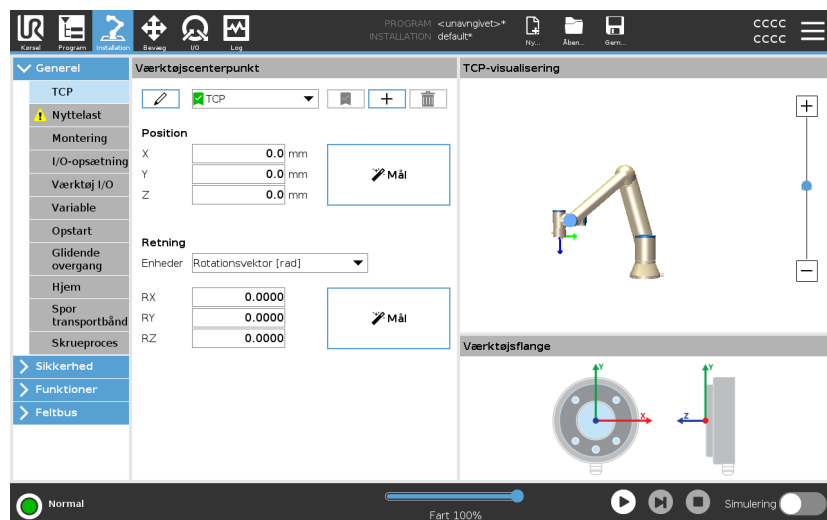 PROGRAM <unavngivet>*
INSTALLATION default*
Kørsel
Program
Installation
Bevæg
I/O
Log
Ny...
Åben...
Gem...
CCCC
CCCC
Generel
TCP
Nyttelast
Montering
I/O-opsætning
Værktøj I/O
Variable
Opstart
Glidende
overgang
Hjem
Spor
transportbånd
Skrueproces
Sikkerhed
Funktioner
Feltbus
Værktøjscenterpunkt
TCP
Position
X 0.0 mm
Y 0.0 mm
Z 0.0 mm
Mål
Retning
Enheder Rotationsvektor [rad]
RX 0.0000
RY 0.0000
RZ 0.0000
Mål
TCP-visualisering
Værktøjsflange
Y
X
Y
Z
Normal
Fart 100%
Simulering